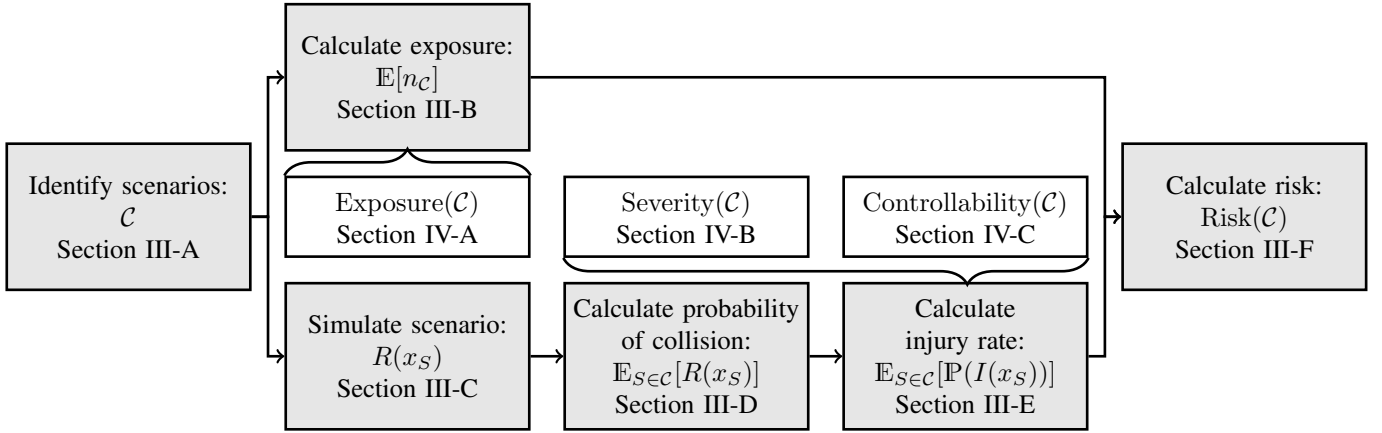 Calculate exposure:
𝔼[n_𝒞]
Section III-B
Identify scenarios:
𝒞
Section III-A
Exposure(𝒞)
Section IV-A
Severity(𝒞)
Section IV-B
Controllability(𝒞)
Section IV-C
Calculate risk:
Risk(𝒞)
Section III-F
Simulate scenario:
R(x_S)
Section III-C
Calculate probability
of collision:
𝔼_{S∈𝒞}[R(x_S)]
Section III-D
Calculate
injury rate:
𝔼_{S∈𝒞}[ℙ(I(x_S))]
Section III-E